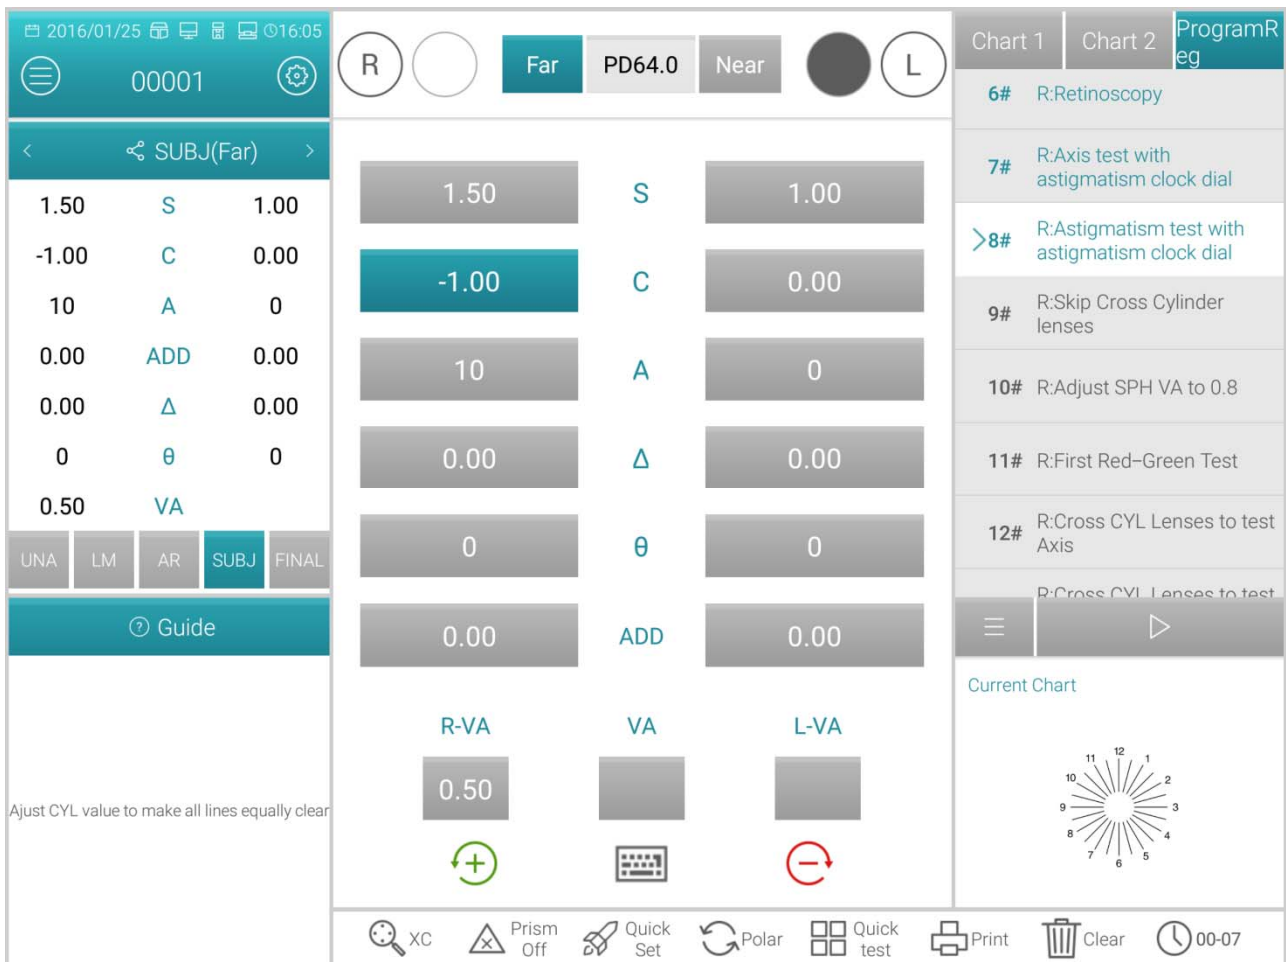 2016/01/25 16:05
00001
SUBJ(Far)
1.50 S 1.00
-1.00 C 0.00
10 A 0
0.00 ADD 0.00
0.00 Δ 0.00
0 θ 0
0.50 VA
UNA LM AR SUBJ FINAL
? Guide
Ajust CYL value to make all lines equally clear
R Far PD64.0 Near L
1.50 S 1.00
-1.00 C 0.00
10 A 0
0.00 Δ 0.00
0 θ 0
0.00 ADD 0.00
R-VA VA L-VA
0.50
Chart 1 Chart 2 ProgramR
eg
6# R:Retinoscopy
7# R:Axis test with
astigmatism clock dial
8# R:Astigmatism test with
astigmatism clock dial
9# R:Skip Cross Cylinder
lenses
10# R:Adjust SPH VA to 0.8
11# R:First Red-Green Test
12# R:Cross CYL Lenses to test
Axis
R:Cross CYL Lenses to test
Current Chart
12
11 1
10 2
9 3
8 4
7 5
6
XC
Prism
Off
Quick
Set
Polar
Quick
test
Print
Clear
00-07